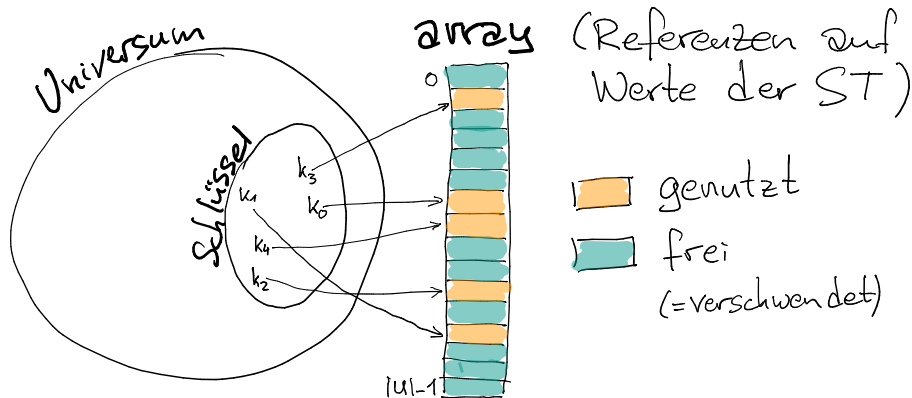 Universum
Schlüssel
k3
k1
k0
k4
k2
array
0
|U|-1
(Referenzen auf
Werte der ST)
genutzt
frei
(=verschwendet)